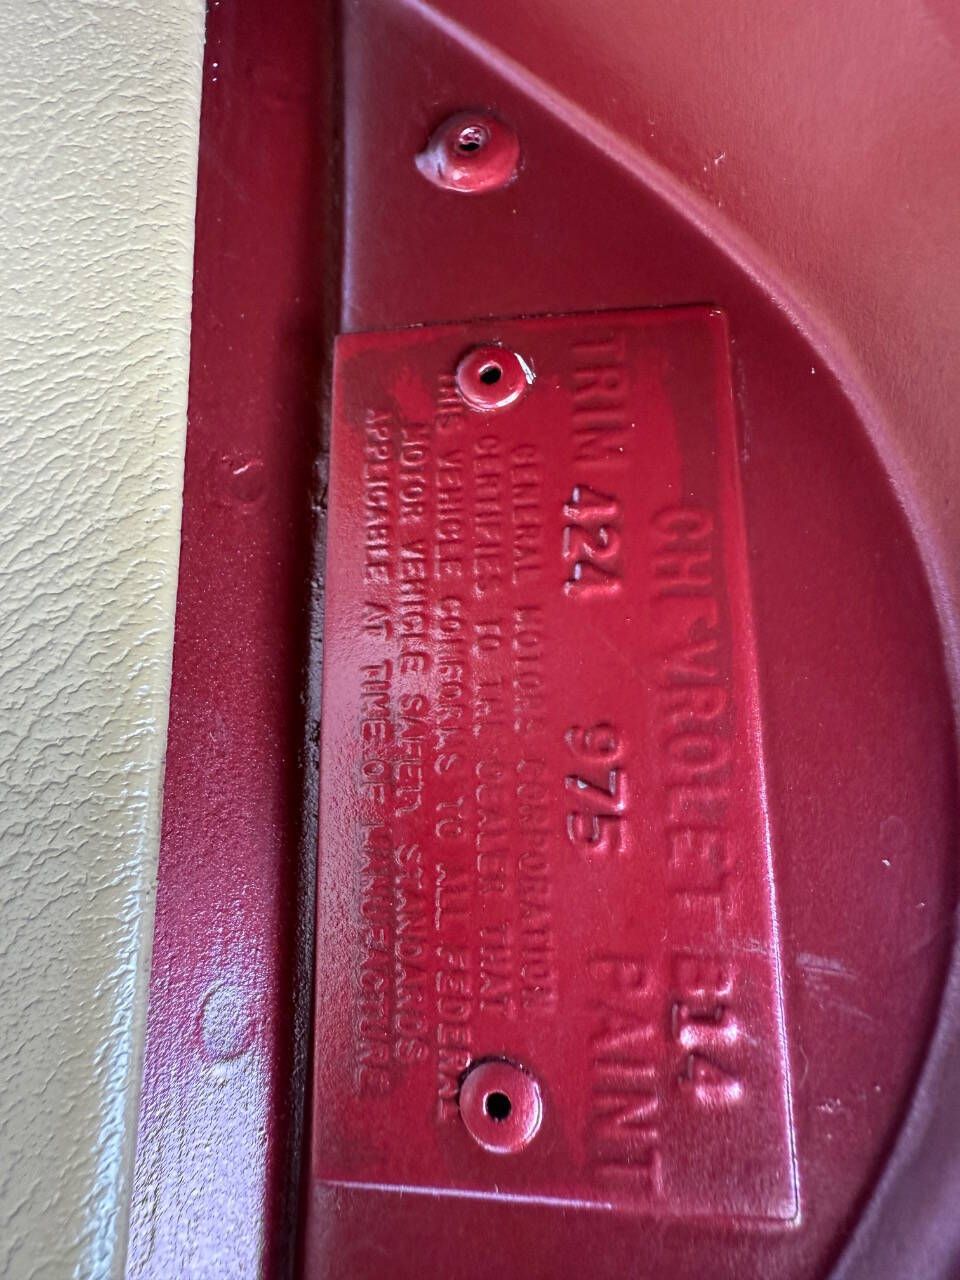 CHEVROLET E14
TRIM 424 975 PAINT
GENERAL MOTORS CORPORATION
CERTIFIES TO THE DEALER THAT
THIS VEHICLE CONFORMS TO ALL FEDERAL
MOTOR VEHICLE SAFETY STANDARDS
APPLICABLE AT TIME OF MANUFACTURE